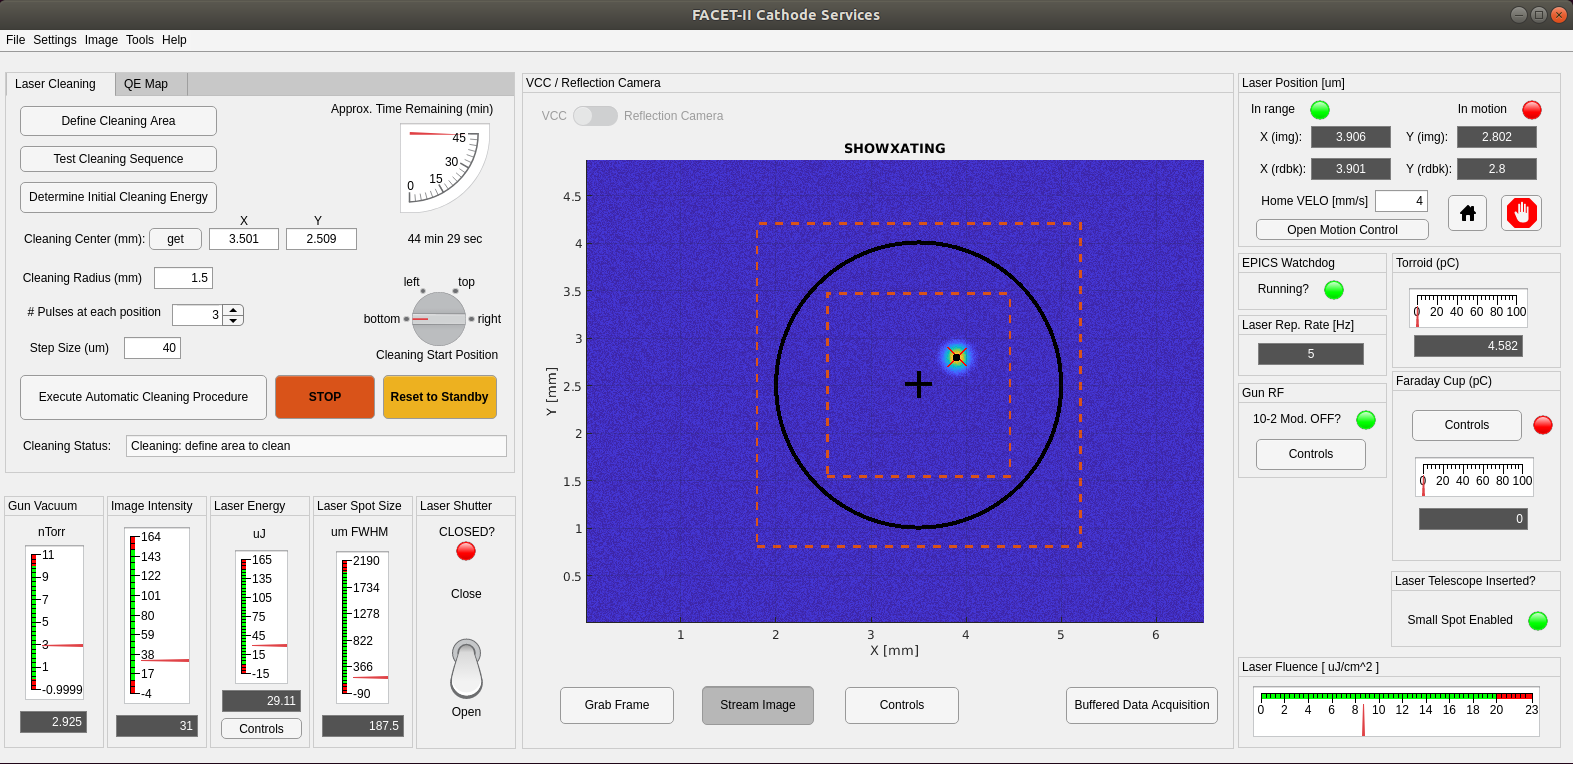 FACET-II Cathode Services
File Settings Image Tools Help
Laser Cleaning
QE Map
Define Cleaning Area
Test Cleaning Sequence
Determine Initial Cleaning Energy
Approx. Time Remaining (min)
0 15 30 45
44 min 29 sec
X Y
Cleaning Center (mm): get 3.501 2.509
Cleaning Radius (mm) 1.5
# Pulses at each position 3
Step Size (um) 40
left top
bottom right
Cleaning Start Position
Execute Automatic Cleaning Procedure
STOP
Reset to Standby
Cleaning Status: Cleaning: define area to clean
Gun Vacuum
nTorr
11
9
7
5
3
1
-0.9999
2.925
Image Intensity
164
143
122
101
80
59
38
17
-4
31
Laser Energy
uJ
165
135
105
75
45
15
-15
29.11
Controls
Laser Spot Size
um FWHM
2190
1734
1278
822
366
-90
187.5
Laser Shutter
CLOSED?
Close
Open
VCC / Reflection Camera
VCC Reflection Camera
SHOWXATING
Y [mm]
4.5
4
3.5
3
2.5
2
1.5
1
0.5
1 2 3 4 5 6
X [mm]
Grab Frame
Stream Image
Controls
Buffered Data Acquisition
Laser Position [um]
In range In motion
X (img): 3.906 Y (img): 2.802
X (rdbk): 3.901 Y (rdbk): 2.8
Home VELO [mm/s] 4
Open Motion Control
EPICS Watchdog
Running?
Laser Rep. Rate [Hz]
5
Gun RF
10-2 Mod. OFF?
Controls
Torroid (pC)
0 20 40 60 80 100
4.582
Faraday Cup (pC)
Controls
0 20 40 60 80 100
0
Laser Telescope Inserted?
Small Spot Enabled
Laser Fluence [ uJ/cm^2 ]
0 2 4 6 8 10 12 14 16 18 20 23